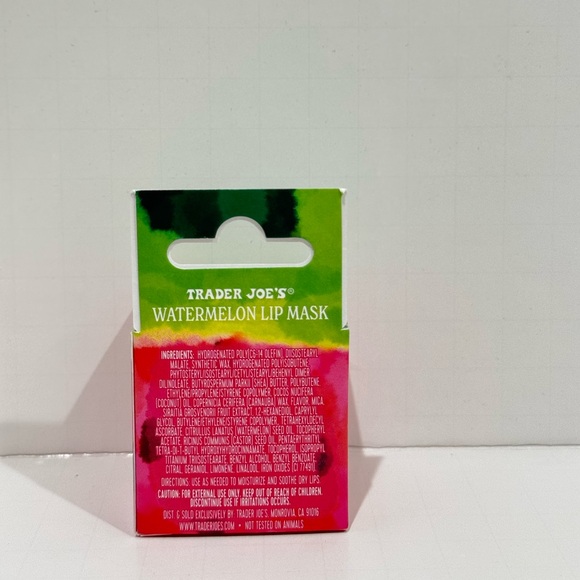 TRADER JOE'S®
WATERMELON LIP MASK
INGREDIENTS: HYDROGENATED POLY(C6-14 OLEFIN), DIISOSTEARYL
MALATE, SYNTHETIC WAX, HYDROGENATED POLYISOBUTENE,
PHYTOSTERYL/ISOSTEARYL/CETYL/STEARYL/BEHENYL DIMER
DILINOLEATE, BUTYROSPERMUM PARKII (SHEA) BUTTER, POLYBUTENE,
ETHYLENE/PROPYLENE/STYRENE COPOLYMER, COCOS NUCIFERA
(COCONUT) OIL, COPERNICIA CERIFERA (CARNAUBA) WAX, FLAVOR, MICA,
SIRAITIA GROSVENORII FRUIT EXTRACT, 1,2-HEXANEDIOL, CAPRYLYL
GLYCOL, BUTYLENE/ETHYLENE/STYRENE COPOLYMER, TETRAHEXYLDECYL
ASCORBATE, CITRULLUS LANATUS (WATERMELON) SEED OIL, TOCOPHERYL
ACETATE, RICINUS COMMUNIS (CASTOR) SEED OIL, PENTAERYTHRITYL
TETRA-DI-T-BUTYL HYDROXYHYDROCINNAMATE, TOCOPHEROL, ISOPROPYL
TITANIUM TRIISOSTEARATE, BENZYL ALCOHOL, BENZYL BENZOATE,
CITRAL, GERANIOL, LIMONENE, LINALOOL, IRON OXIDES (CI 77491)
DIRECTIONS: USE AS NEEDED TO MOISTURIZE AND SOOTHE DRY LIPS
CAUTION: FOR EXTERNAL USE ONLY. KEEP OUT OF REACH OF CHILDREN.
DISCONTINUE USE IF IRRITATIONS OCCURS.
DIST. & SOLD EXCLUSIVELY BY: TRADER JOE'S, MONROVIA, CA 91016
WWW.TRADERJOES.COM • NOT TESTED ON ANIMALS